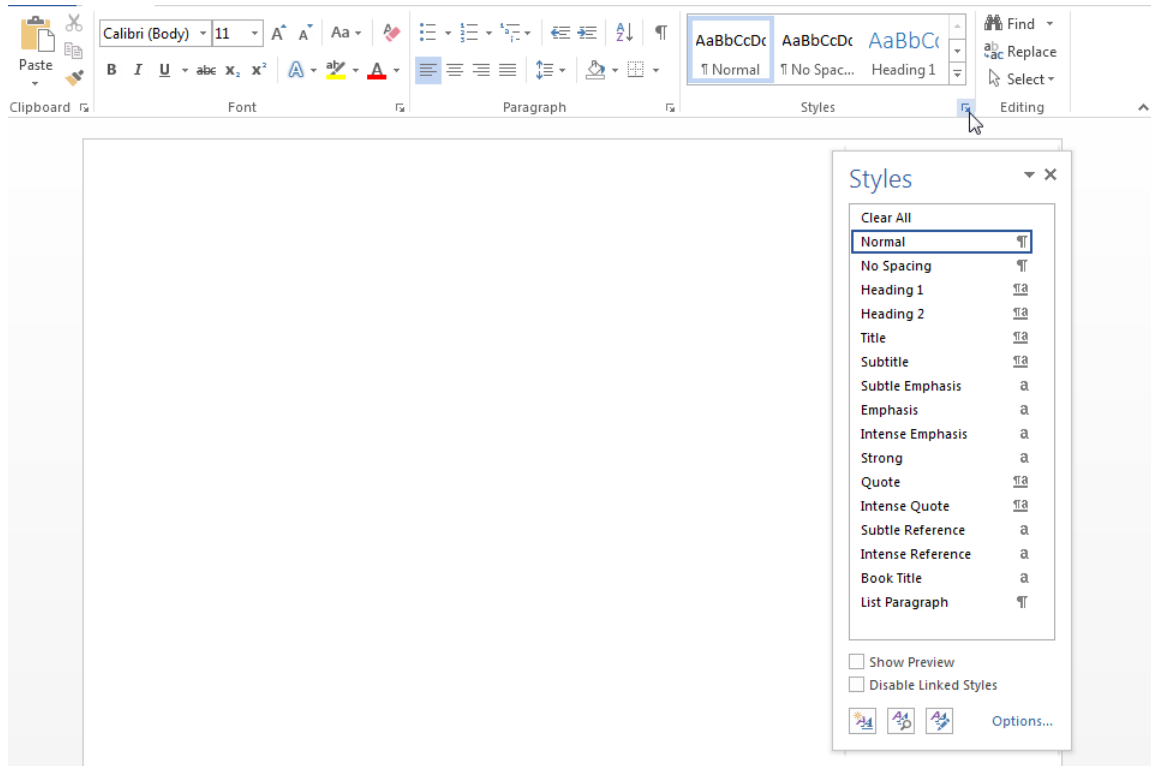 Paste
Clipboard
Calibri (Body) 11 A A Aa
B I U abc X₂ X² A aby A
Font
A Z ¶
Paragraph
AaBbCcDc AaBbCcDc AaBbC
¶ Normal ¶ No Spac... Heading 1
Styles
Find
Replace
Select
Editing
Styles
Clear All
Normal ¶
No Spacing ¶
Heading 1 ¶a
Heading 2 ¶a
Title ¶a
Subtitle ¶a
Subtle Emphasis a
Emphasis a
Intense Emphasis a
Strong a
Quote ¶a
Intense Quote ¶a
Subtle Reference a
Intense Reference a
Book Title a
List Paragraph ¶
Show Preview
Disable Linked Styles
Options...